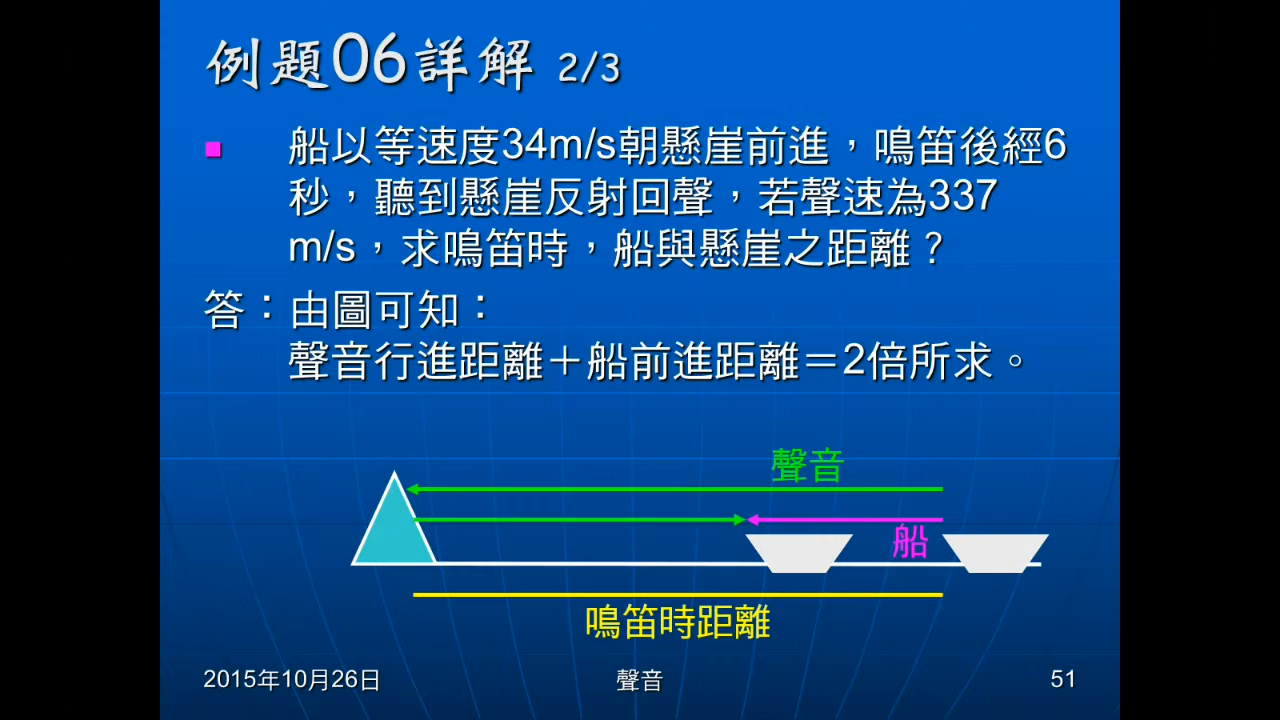 例題06詳解 2/3
船以等速度34m/s朝懸崖前進，鳴笛後經6
秒，聽到懸崖反射回聲，若聲速為337
m/s，求鳴笛時，船與懸崖之距離？
答：由圖可知：
聲音行進距離＋船前進距離＝2倍所求。
聲音
船
鳴笛時距離
2015年10月26日
聲音
51